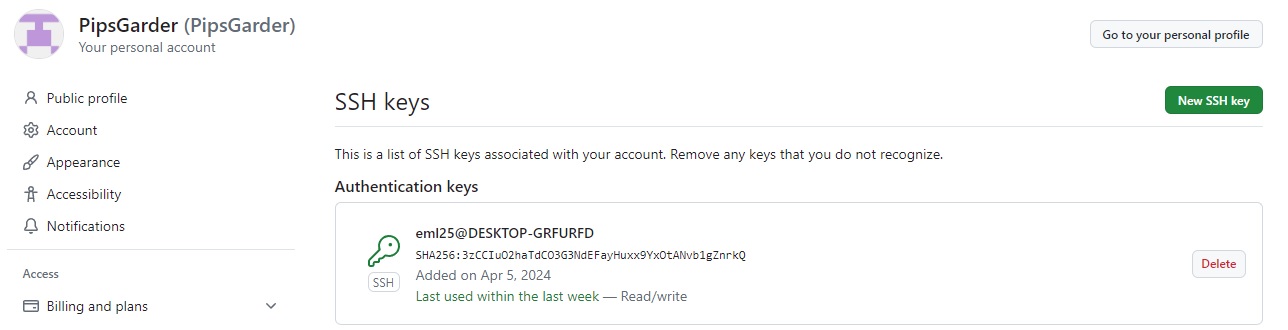 PipsGarder (PipsGarder)
Your personal account
Go to your personal profile
Public profile
Account
Appearance
Accessibility
Notifications
Access
Billing and plans
SSH keys
New SSH key
This is a list of SSH keys associated with your account. Remove any keys that you do not recognize.
Authentication keys
eml25@DESKTOP-GRFURFD
SHA256:3zCCIuO2haTdCO3G3NdEFayHuxx9YxOtANvb1gZnrkQ
Added on Apr 5, 2024
Last used within the last week — Read/write
SSH
Delete